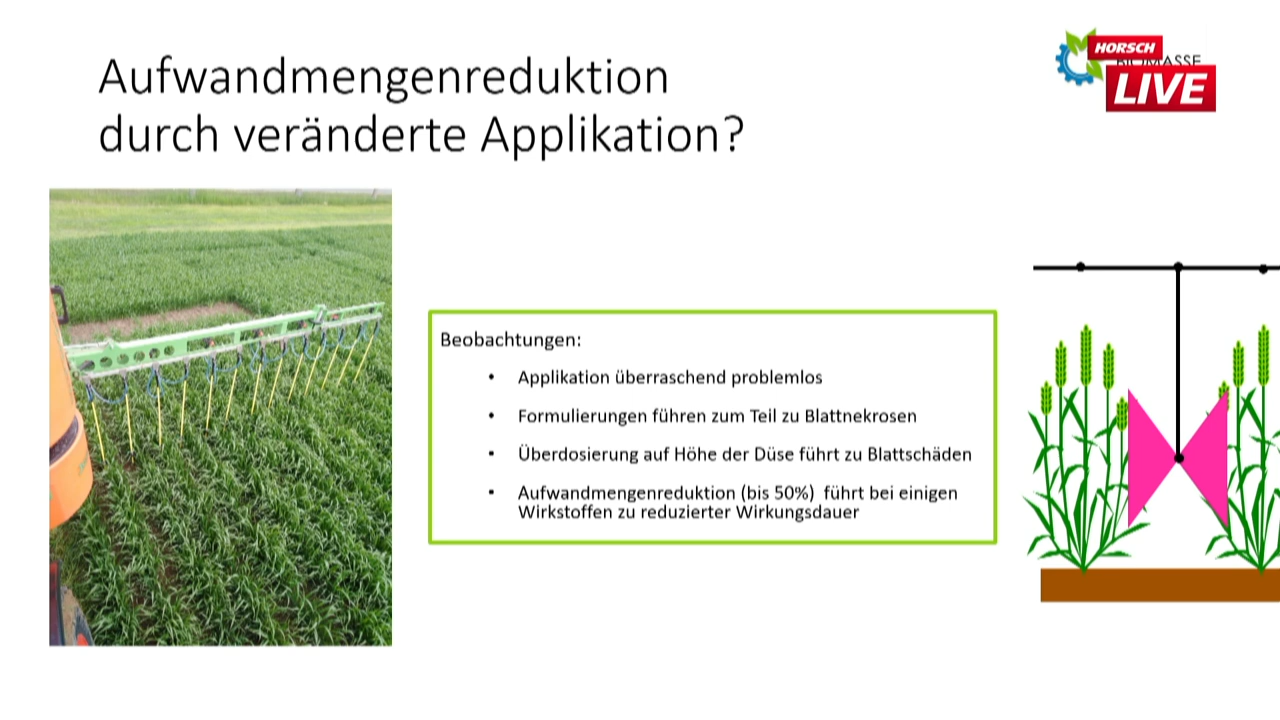 Aufwandmengenreduktion
durch veränderte Applikation?
HORSCH
LIVE
Beobachtungen:
• Applikation überraschend problemlos
• Formulierungen führen zum Teil zu Blattnekrosen
• Überdosierung auf Höhe der Düse führt zu Blattschäden
• Aufwandmengenreduktion (bis 50%) führt bei einigen
Wirkstoffen zu reduzierter Wirkungsdauer